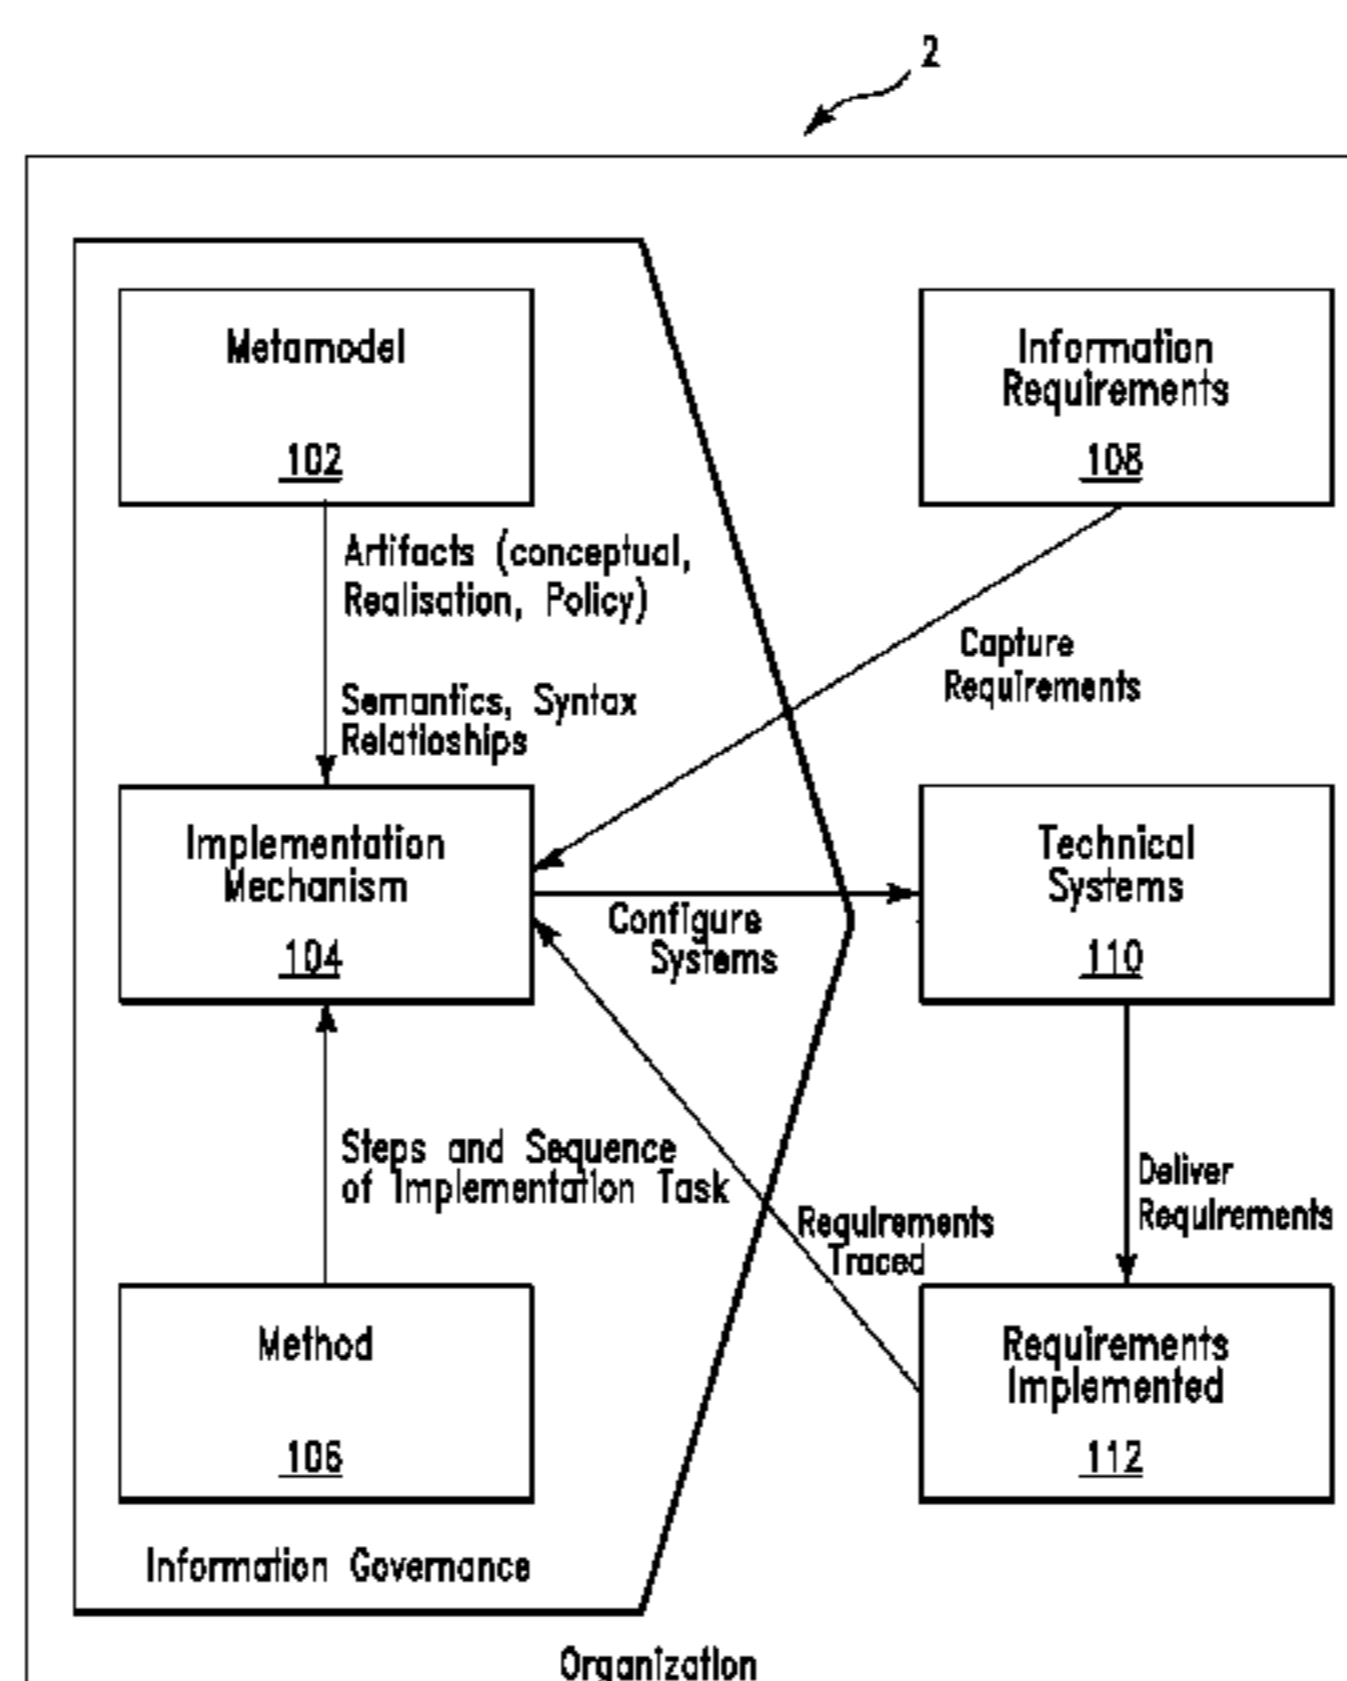 2
Metamodel
102
Information
Requirements
108
Artifacts (conceptual,
Realisation, Policy)
Semantics, Syntax
Relatioships
Capture
Requirements
Implementation
Mechanism
104
Configure
Systems
Technical
Systems
110
Steps and Sequence
of Implementation Task
Requirements
Traced
Deliver
Requirements
Method
106
Requirements
Implemented
112
Information Governance
Organization